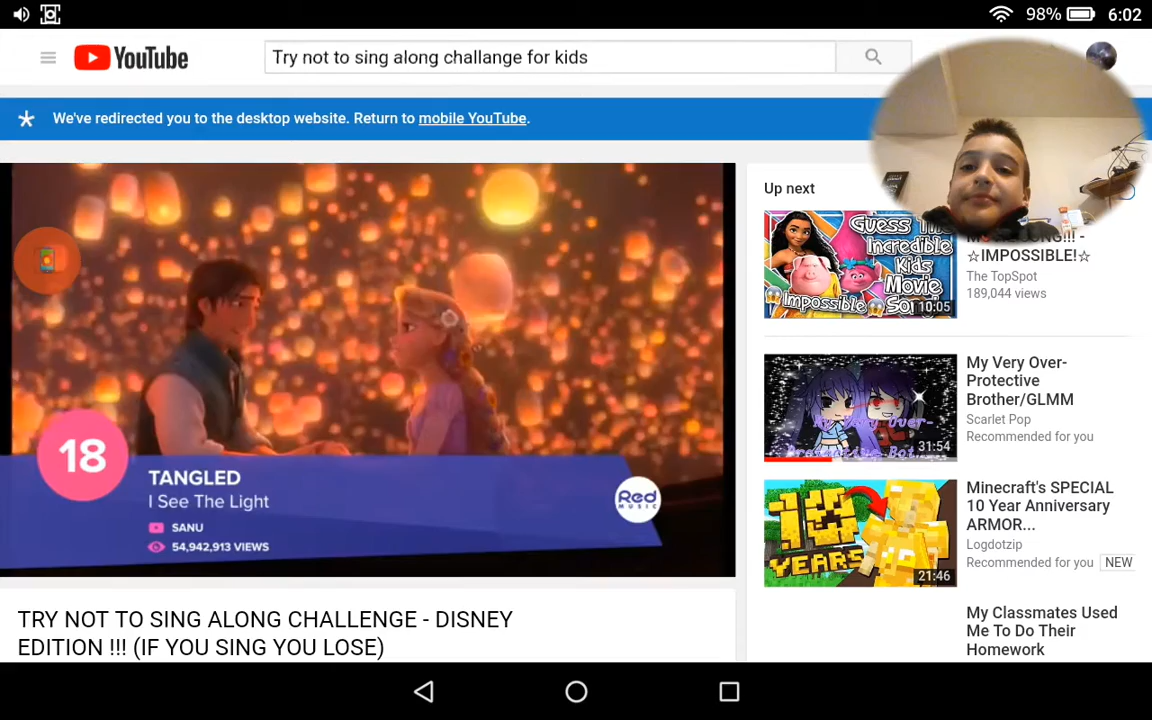 98% 6:02
YouTube
Try not to sing along challange for kids
We've redirected you to the desktop website. Return to mobile YouTube.
18
TANGLED
I See The Light
SANU
54,942,913 VIEWS
Red
MUSIC
TRY NOT TO SING ALONG CHALLENGE - DISNEY
EDITION !!! (IF YOU SING YOU LOSE)
Up next
GUESS The
Incredible
Kids
Movie
Impossible
10:05
☆IMPOSSIBLE!☆
The TopSpot
189,044 views
My Very Over-
31:54
My Very Over-
Protective
Brother/GLMM
Scarlet Pop
Recommended for you
10
YEARS
21:46
Minecraft's SPECIAL
10 Year Anniversary
ARMOR...
Logdotzip
Recommended for you NEW
My Classmates Used
Me To Do Their
Homework